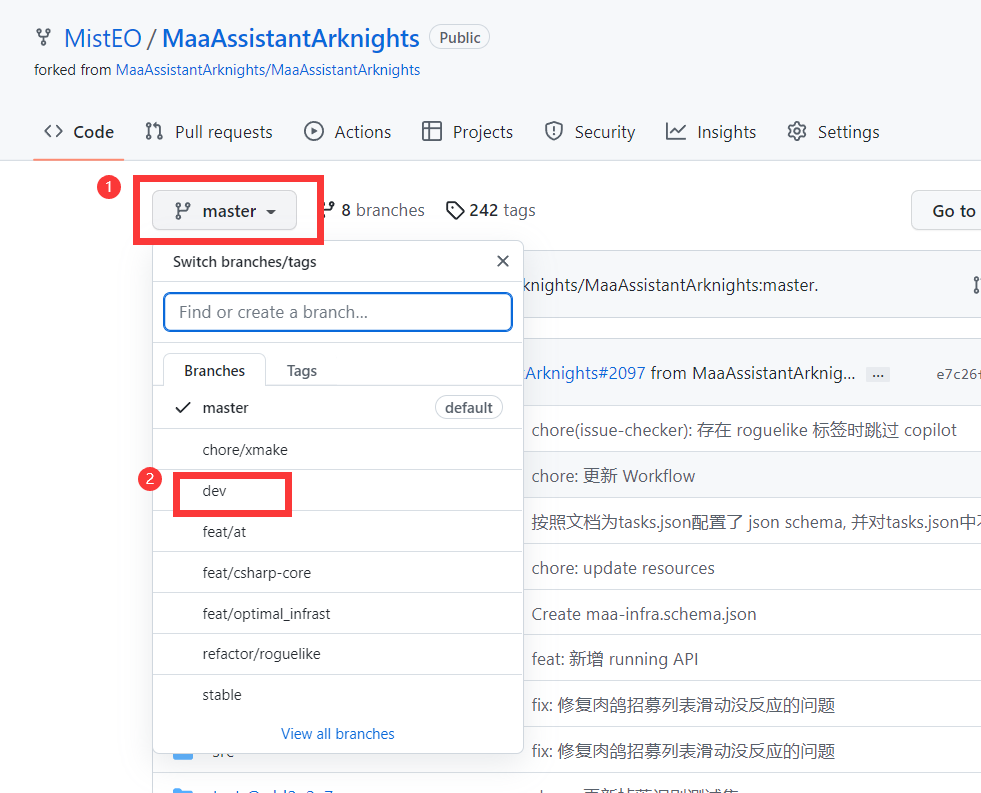 MistEO / MaaAssistantArknights Public
forked from MaaAssistantArknights/MaaAssistantArknights
Code Pull requests Actions Projects Security Insights Settings
1
master 8 branches 242 tags Go to
Switch branches/tags
knights/MaaAssistantArknights:master.
Find or create a branch...
Branches Tags
Arknights#2097 from MaaAssistantArknig... ... e7c26f
master default
chore(issue-checker): 存在 roguelike 标签时跳过 copilot
chore/xmake
chore: 更新 Workflow
2
dev
按照文档为tasks.json配置了 json schema, 并对tasks.json中
feat/at
chore: update resources
feat/csharp-core
Create maa-infra.schema.json
feat/optimal_infrast
feat: 新增 running API
refactor/roguelike
fix: 修复肉鸽招募列表滑动没反应的问题
stable
View all branches
fix: 修复肉鸽招募列表滑动没反应的问题
src